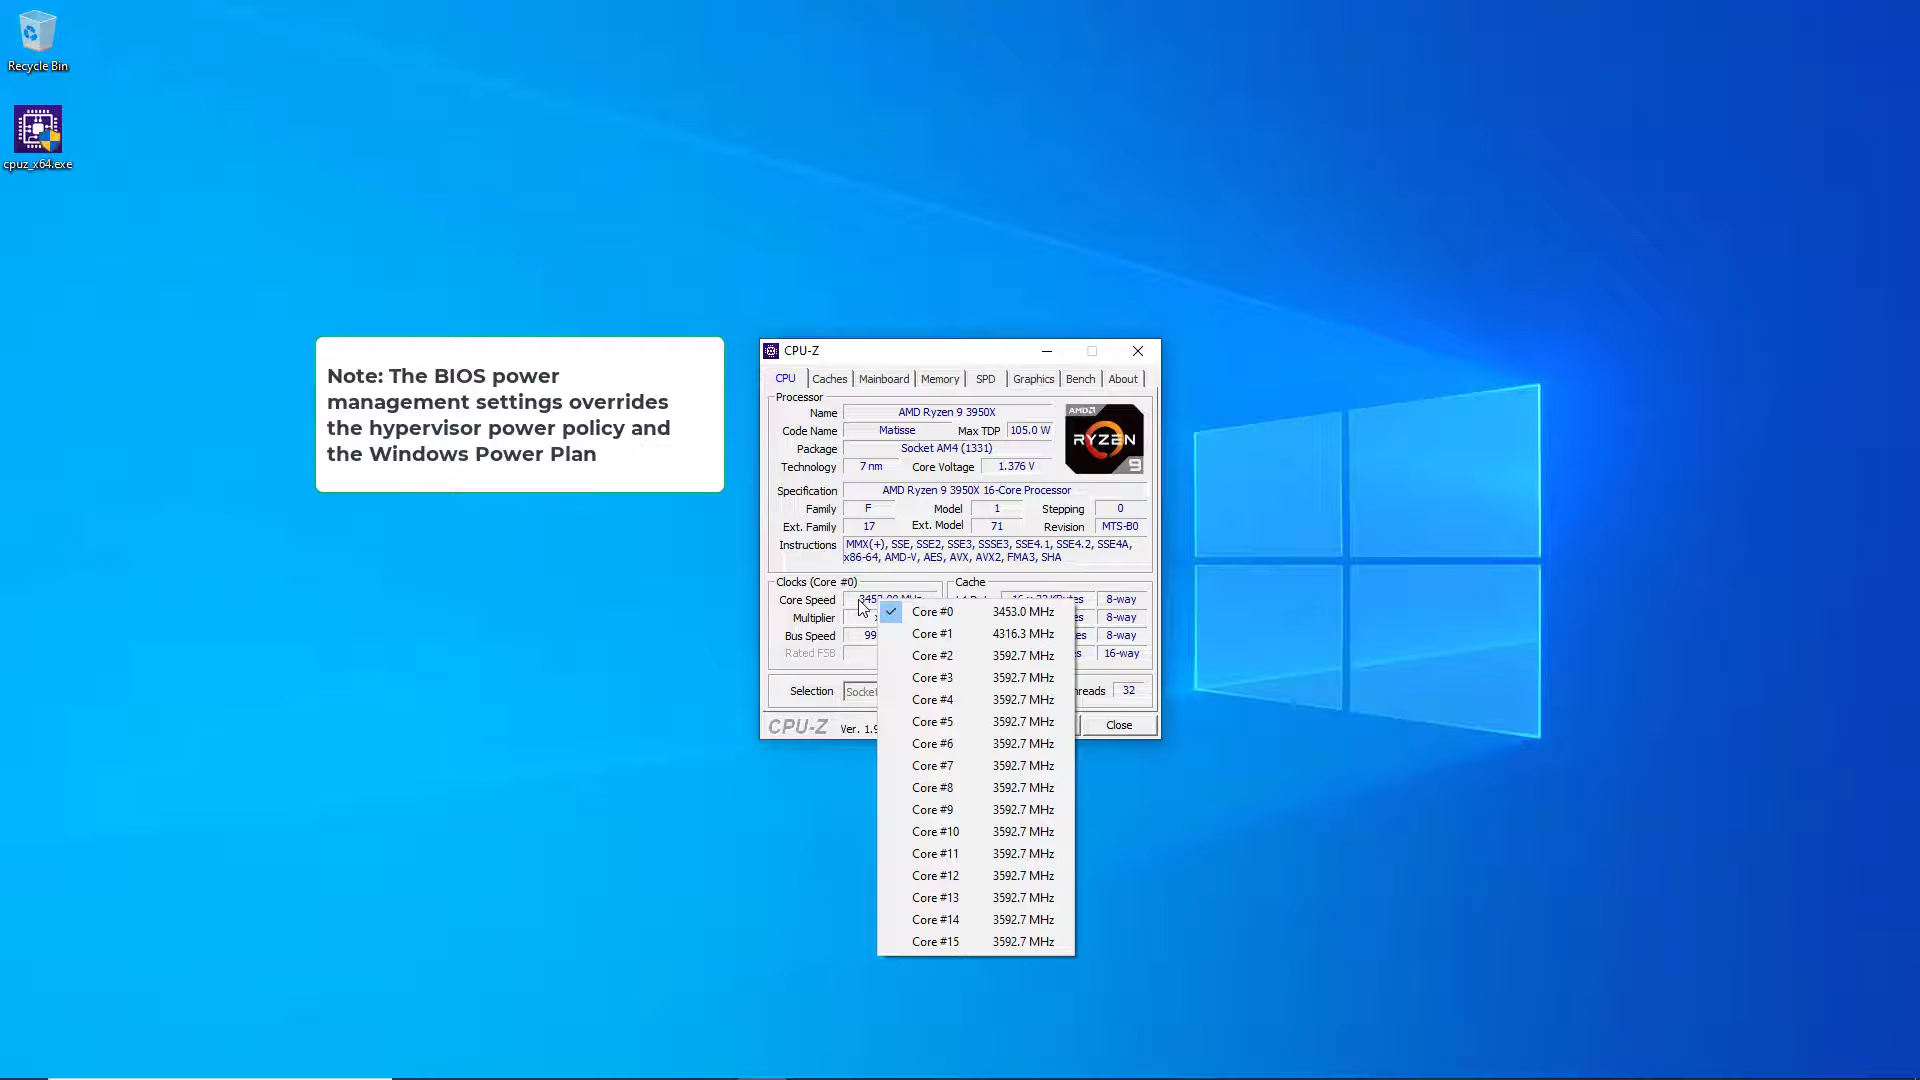 Recycle Bin
cpuz_x64.exe
Note: The BIOS power
management settings overrides
the hypervisor power policy and
the Windows Power Plan
CPU-Z
CPU Caches Mainboard Memory SPD Graphics Bench About
Processor
Name AMD Ryzen 9 3950X
Code Name Matisse Max TDP 105.0 W
Package Socket AM4 (1331)
Technology 7 nm Core Voltage 1.376 V
AMD
RYZEN
9
Specification AMD Ryzen 9 3950X 16-Core Processor
Family F Model 1 Stepping 0
Ext. Family 17 Ext. Model 71 Revision MTS-B0
Instructions MMX(+), SSE, SSE2, SSE3, SSSE3, SSE4.1, SSE4.2, SSE4A,
x86-64, AMD-V, AES, AVX, AVX2, FMA3, SHA
Clocks (Core #0) Cache
Core Speed 8-way
Multiplier 8-way
Bus Speed 99 8-way
Rated FSB 16-way
Selection Socket 32
CPU-Z Ver. 1.9 Close
Core #0 3453.0 MHz
Core #1 4316.3 MHz
Core #2 3592.7 MHz
Core #3 3592.7 MHz
Core #4 3592.7 MHz
Core #5 3592.7 MHz
Core #6 3592.7 MHz
Core #7 3592.7 MHz
Core #8 3592.7 MHz
Core #9 3592.7 MHz
Core #10 3592.7 MHz
Core #11 3592.7 MHz
Core #12 3592.7 MHz
Core #13 3592.7 MHz
Core #14 3592.7 MHz
Core #15 3592.7 MHz